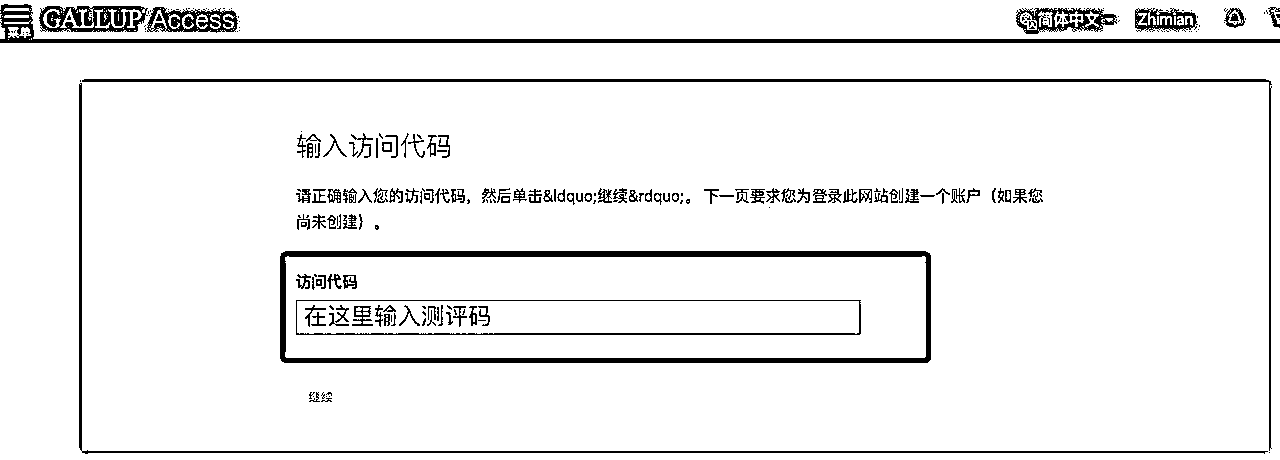 GALLUP Access
简体中文
Zhimian
菜单
输入访问代码
请正确输入您的访问代码，然后单击&ldquo;继续&rdquo;。 下一页要求您为登录此网站创建一个账户（如果您
尚未创建）。
访问代码
在这里输入测评码
继续